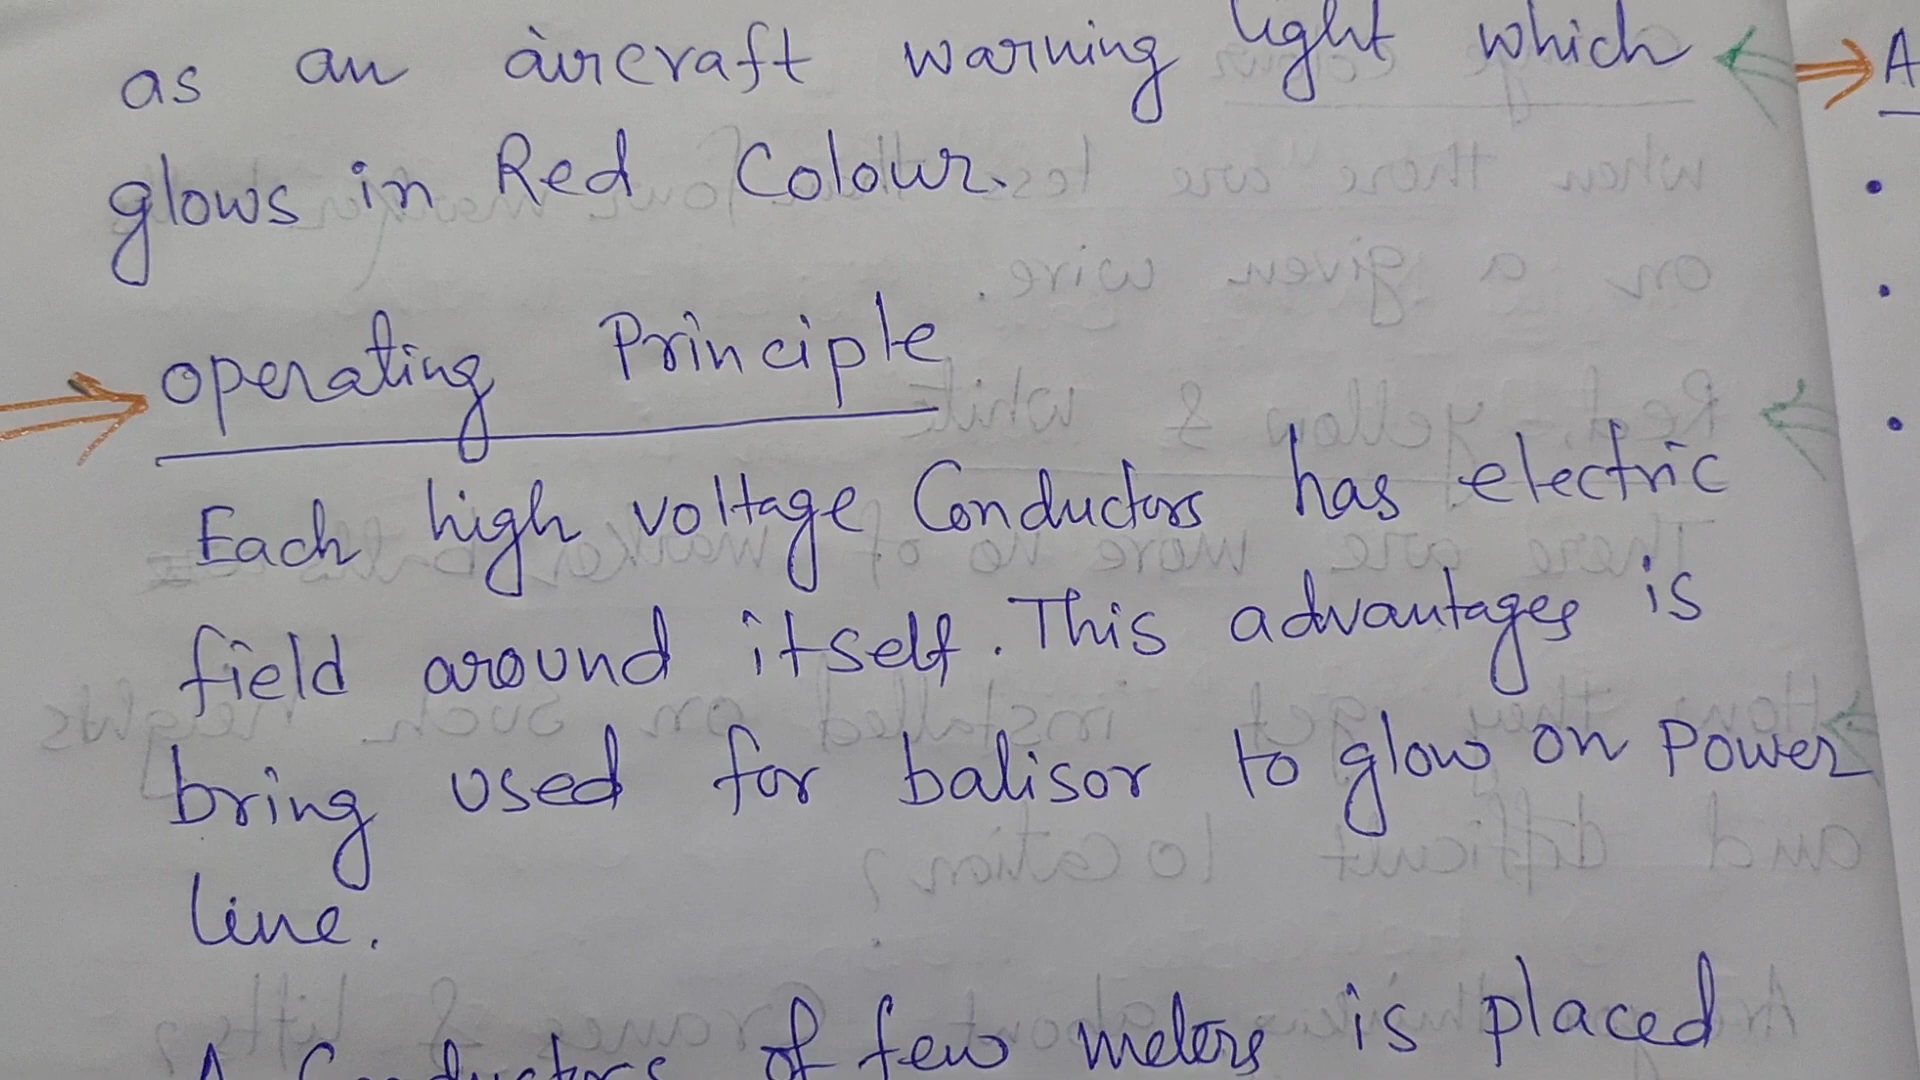 as an aircraft warning light which
glows in Red Colour.
operating Principle
Each high voltage Conductors has electric
field around itself. This advantages is
bring used for balisor to glow on Power
line.
A Conductors of few meters is placed
A